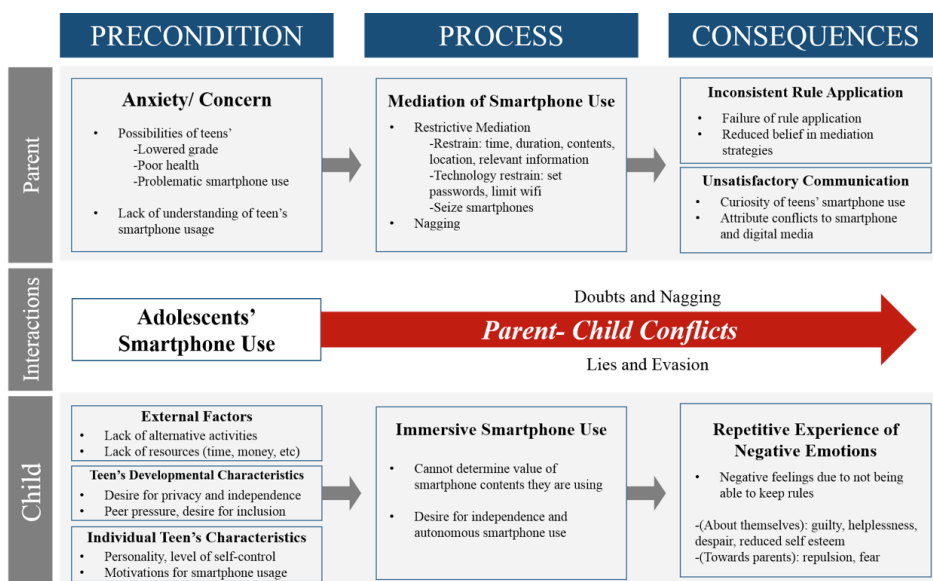 PRECONDITION
PROCESS
CONSEQUENCES
Parent
Anxiety/ Concern
• Possibilities of teens’
-Lowered grade
-Poor health
-Problematic smartphone use
• Lack of understanding of teen’s
smartphone usage
Mediation of Smartphone Use
• Restrictive Mediation
-Restrain: time, duration, contents,
location, relevant information
-Technology restrain: set
passwords, limit wifi
-Seize smartphones
• Nagging
Inconsistent Rule Application
• Failure of rule application
• Reduced belief in mediation
strategies
Unsatisfactory Communication
• Curiosity of teens’ smartphone use
• Attribute conflicts to smartphone
and digital media
Interactions
Adolescents’
Smartphone Use
Doubts and Nagging
Parent- Child Conflicts
Lies and Evasion
Child
External Factors
• Lack of alternative activities
• Lack of resources (time, money, etc)
Teen’s Developmental Characteristics
• Desire for privacy and independence
• Peer pressure, desire for inclusion
Individual Teen’s Characteristics
• Personality, level of self-control
• Motivations for smartphone usage
Immersive Smartphone Use
• Cannot determine value of
smartphone contents they are using
• Desire for independence and
autonomous smartphone use
Repetitive Experience of
Negative Emotions
• Negative feelings due to not being
able to keep rules
-(About themselves): guilty, helplessness,
despair, reduced self esteem
-(Towards parents): repulsion, fear